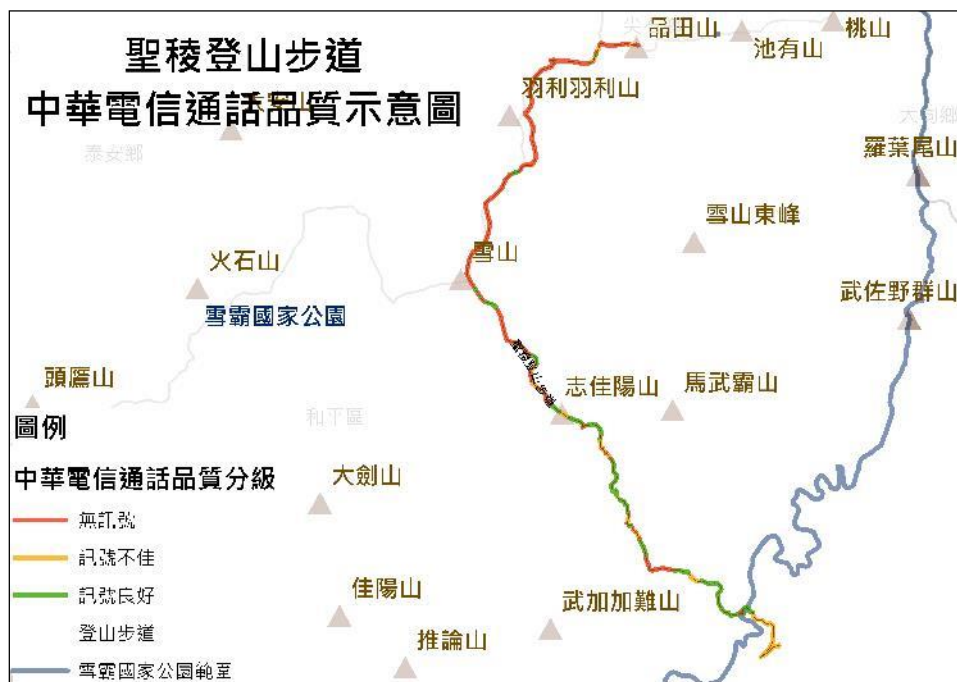 聖稜登山步道
中華電信通話品質示意圖
品田山
池有山
桃山
羽利羽利山
大安山
泰安鄉
羅葉尾山
雪山東峰
雪山
火石山
雪霸國家公園
武佐野群山
頭鷹山
志佳陽山
馬武霸山
和平區
大劍山
佳陽山
武加加難山
推論山
圖例
中華電信通話品質分級
無訊號
訊號不佳
訊號良好
登山步道
雪霸國家公園範圍